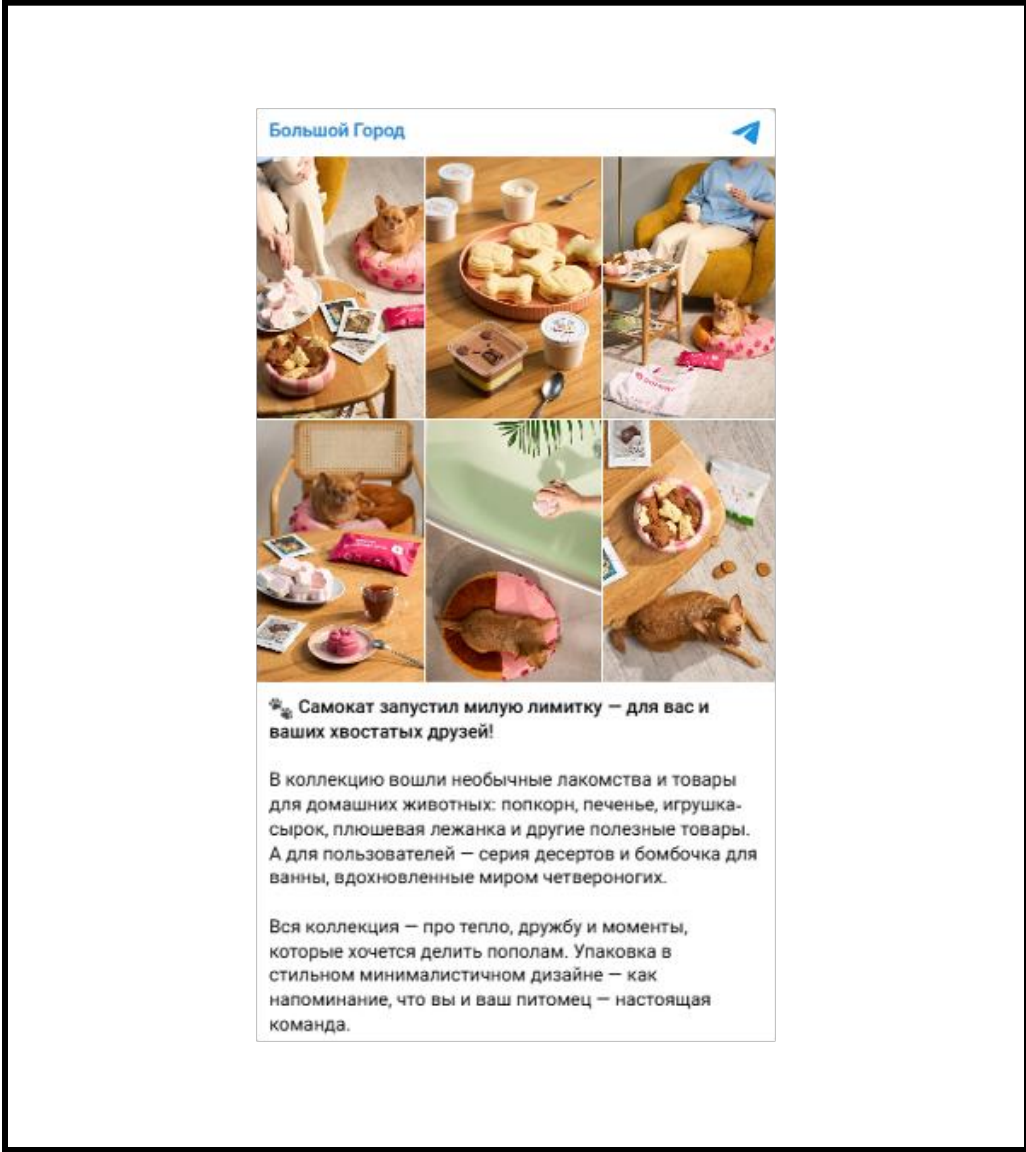 Большой Город
Самокат запустил милую лимитку — для вас и
ваших хвостатых друзей!
В коллекцию вошли необычные лакомства и товары
для домашних животных: попкорн, печенье, игрушка-
сырок, плюшевая лежанка и другие полезные товары.
А для пользователей — серия десертов и бомбочка для
ванны, вдохновленные миром четвероногих.
Вся коллекция — про тепло, дружбу и моменты,
которые хочется делить пополам. Упаковка в
стильном минималистичном дизайне — как
напоминание, что вы и ваш питомец — настоящая
команда.